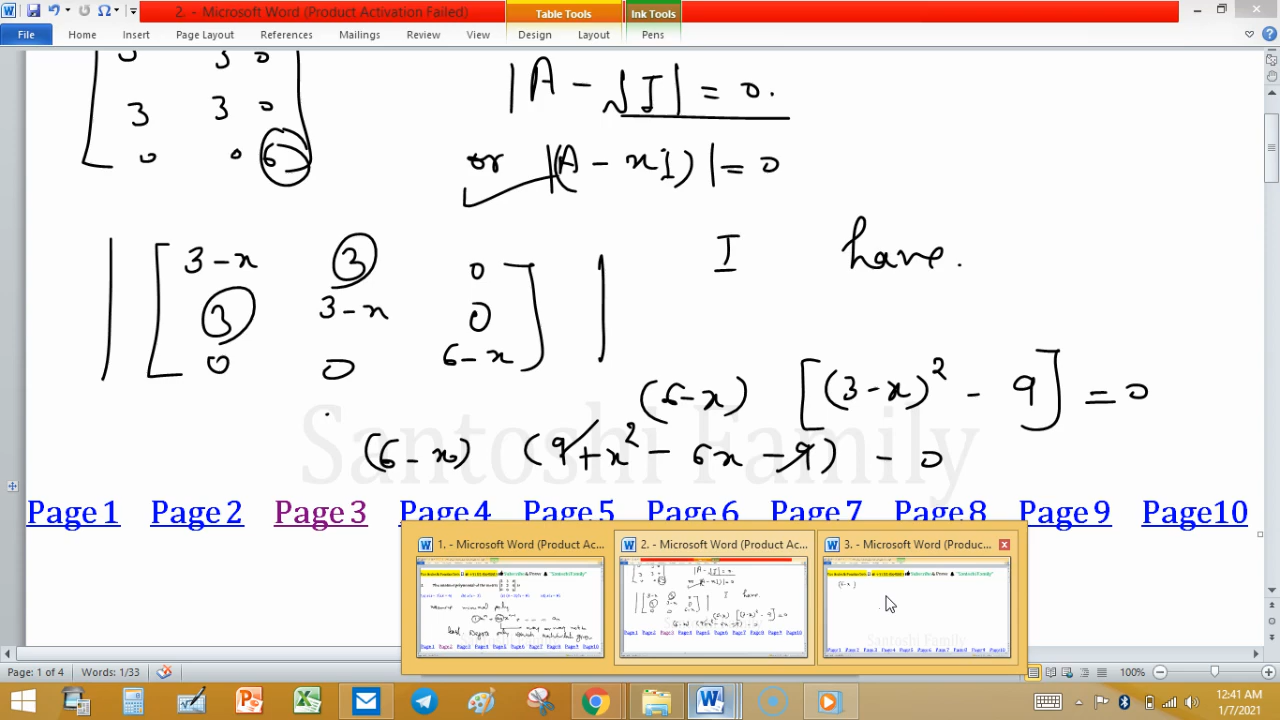 2. - Microsoft Word (Product Activation Failed)
Table Tools
Ink Tools
File Home Insert Page Layout References Mailings Review View Design Layout Pens
3 0
|A - λI| = 0.
3 3 0
0 0 6
or |(A - xI)| = 0
3-x 3 0
I have.
3 3-x 0
0 0 6-x
(6-x) [(3-x)² - 9] = 0
(6-x) (9+x² - 6x - 9) - 0
Santoshi Family
Page 1 Page 2 Page 3 Page 4 Page 5 Page 6 Page 7 Page 8 Page 9 Page10
1. - Microsoft Word (Product Ac...
2. - Microsoft Word (Product Ac...
3. - Microsoft Word (Produc...
Page: 1 of 4
Words: 1/33
100%
12:41 AM
1/7/2021